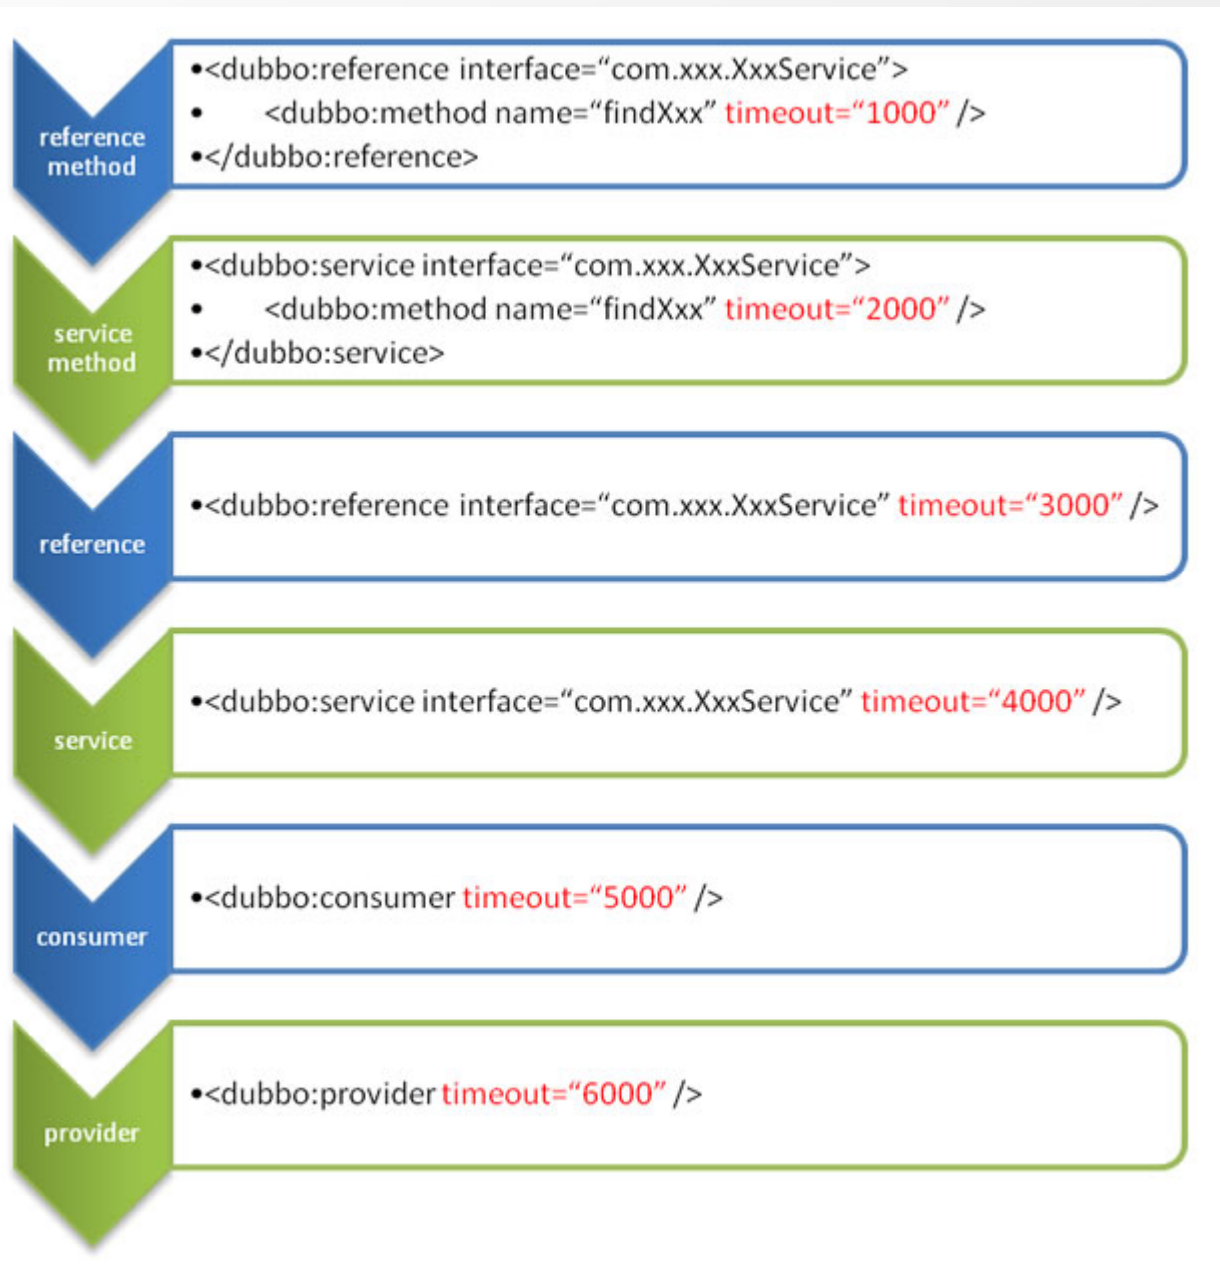 reference
method
•<dubbo:reference interface=“com.xxx.XxxService”>
• <dubbo:method name=“findXxx” timeout=“1000” />
•</dubbo:reference>
service
method
•<dubbo:service interface=“com.xxx.XxxService”>
• <dubbo:method name=“findXxx” timeout=“2000” />
•</dubbo:service>
reference
•<dubbo:reference interface=“com.xxx.XxxService” timeout=“3000” />
service
•<dubbo:service interface=“com.xxx.XxxService” timeout=“4000” />
consumer
•<dubbo:consumer timeout=“5000” />
provider
•<dubbo:provider timeout=“6000” />